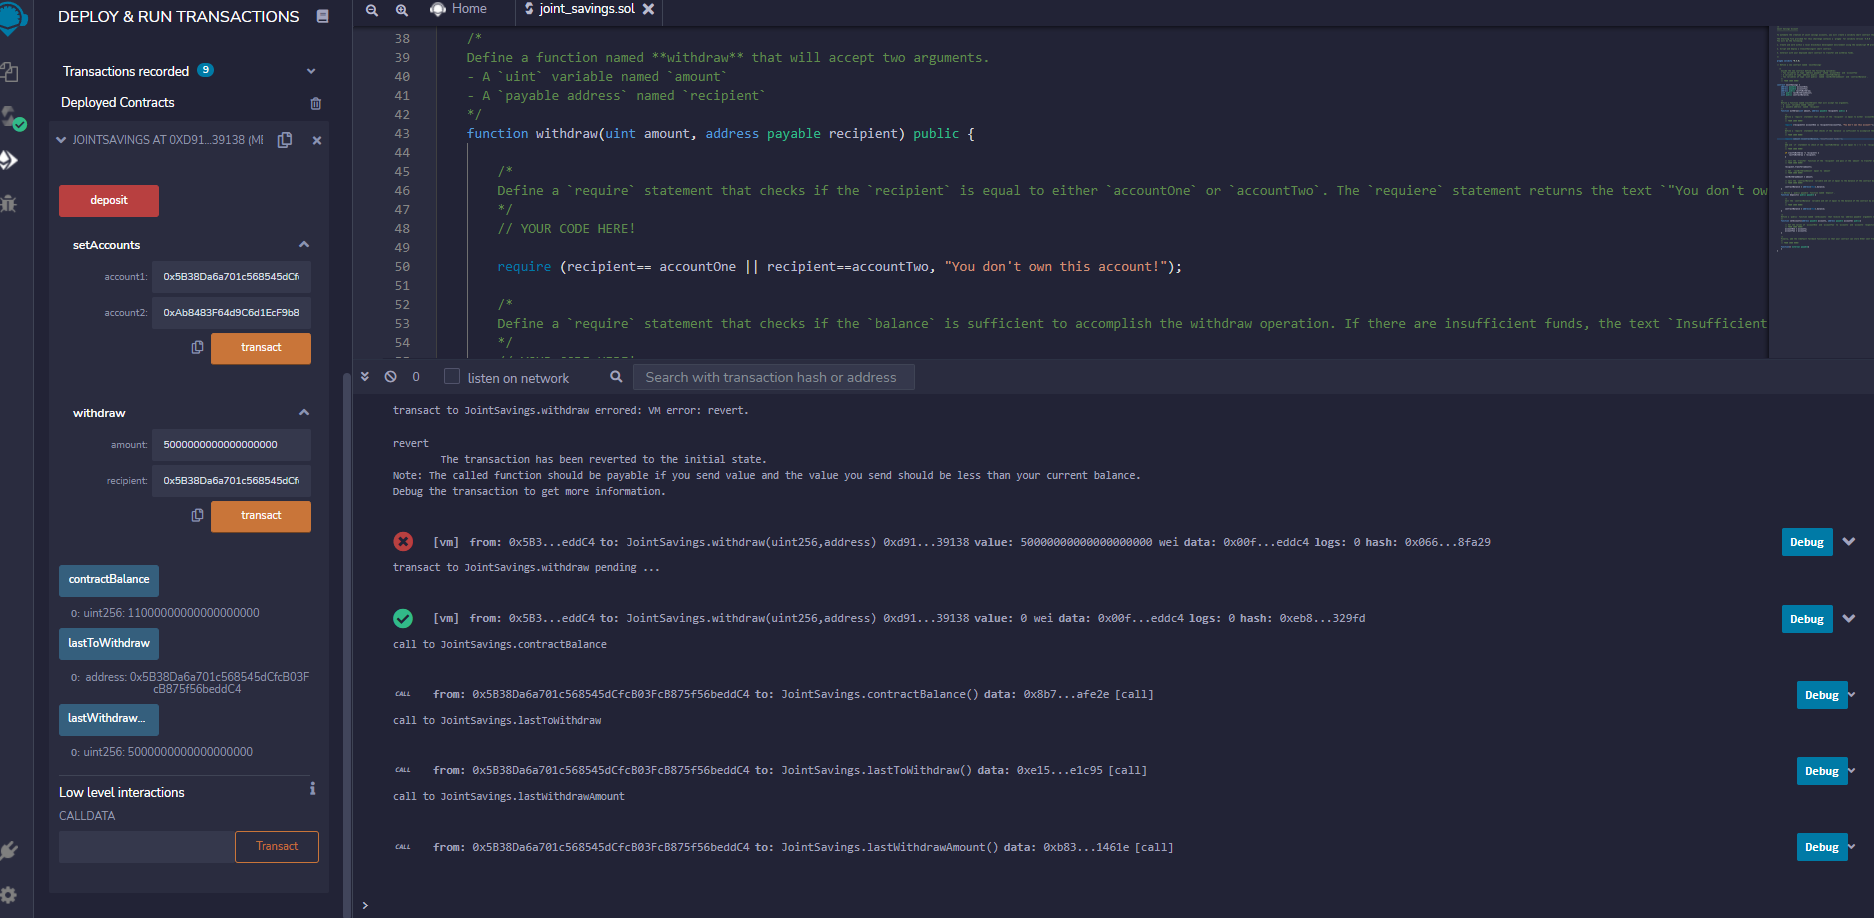 DEPLOY & RUN TRANSACTIONS
Transactions recorded 9
Deployed Contracts
JOINTSAVINGS AT 0XD91...39138 (ME
deposit
setAccounts
account1: 0x5B38Da6a701c568545dCf
account2: 0xAb8483F64d9C6d1EcF9b8
transact
withdraw
amount: 5000000000000000000
recipient: 0x5B38Da6a701c568545dCf
transact
contractBalance
0: uint256: 11000000000000000000
lastToWithdraw
0: address: 0x5B38Da6a701c568545dCfcB03F
cB875f56beddC4
lastWithdraw...
0: uint256: 5000000000000000000
Low level interactions
CALLDATA
Transact
Home
joint_savings.sol
38 /*
39 Define a function named **withdraw** that will accept two arguments.
40 - A `uint` variable named `amount`
41 - A `payable address` named `recipient`
42 */
43 function withdraw(uint amount, address payable recipient) public {
44
45 /*
46 Define a `require` statement that checks if the `recipient` is equal to either `accountOne` or `accountTwo`. The `requiere` statement returns the text `"You don't ow
47 */
48 // YOUR CODE HERE!
49
50 require (recipient== accountOne || recipient==accountTwo, "You don't own this account!");
51
52 /*
53 Define a `require` statement that checks if the `balance` is sufficient to accomplish the withdraw operation. If there are insufficient funds, the text `Insufficient
54 */
0
listen on network
Search with transaction hash or address
transact to JointSavings.withdraw errored: VM error: revert.
revert
The transaction has been reverted to the initial state.
Note: The called function should be payable if you send value and the value you send should be less than your current balance.
Debug the transaction to get more information.
[vm] from: 0x5B3...eddC4 to: JointSavings.withdraw(uint256,address) 0xd91...39138 value: 50000000000000000000 wei data: 0x00f...eddc4 logs: 0 hash: 0x066...8fa29
Debug
transact to JointSavings.withdraw pending ...
[vm] from: 0x5B3...eddC4 to: JointSavings.withdraw(uint256,address) 0xd91...39138 value: 0 wei data: 0x00f...eddc4 logs: 0 hash: 0xeb8...329fd
Debug
call to JointSavings.contractBalance
CALL from: 0x5B38Da6a701c568545dCfcB03FcB875f56beddC4 to: JointSavings.contractBalance() data: 0x8b7...afe2e [call]
Debug
call to JointSavings.lastToWithdraw
CALL from: 0x5B38Da6a701c568545dCfcB03FcB875f56beddC4 to: JointSavings.lastToWithdraw() data: 0xe15...e1c95 [call]
Debug
call to JointSavings.lastWithdrawAmount
CALL from: 0x5B38Da6a701c568545dCfcB03FcB875f56beddC4 to: JointSavings.lastWithdrawAmount() data: 0xb83...1461e [call]
Debug
>